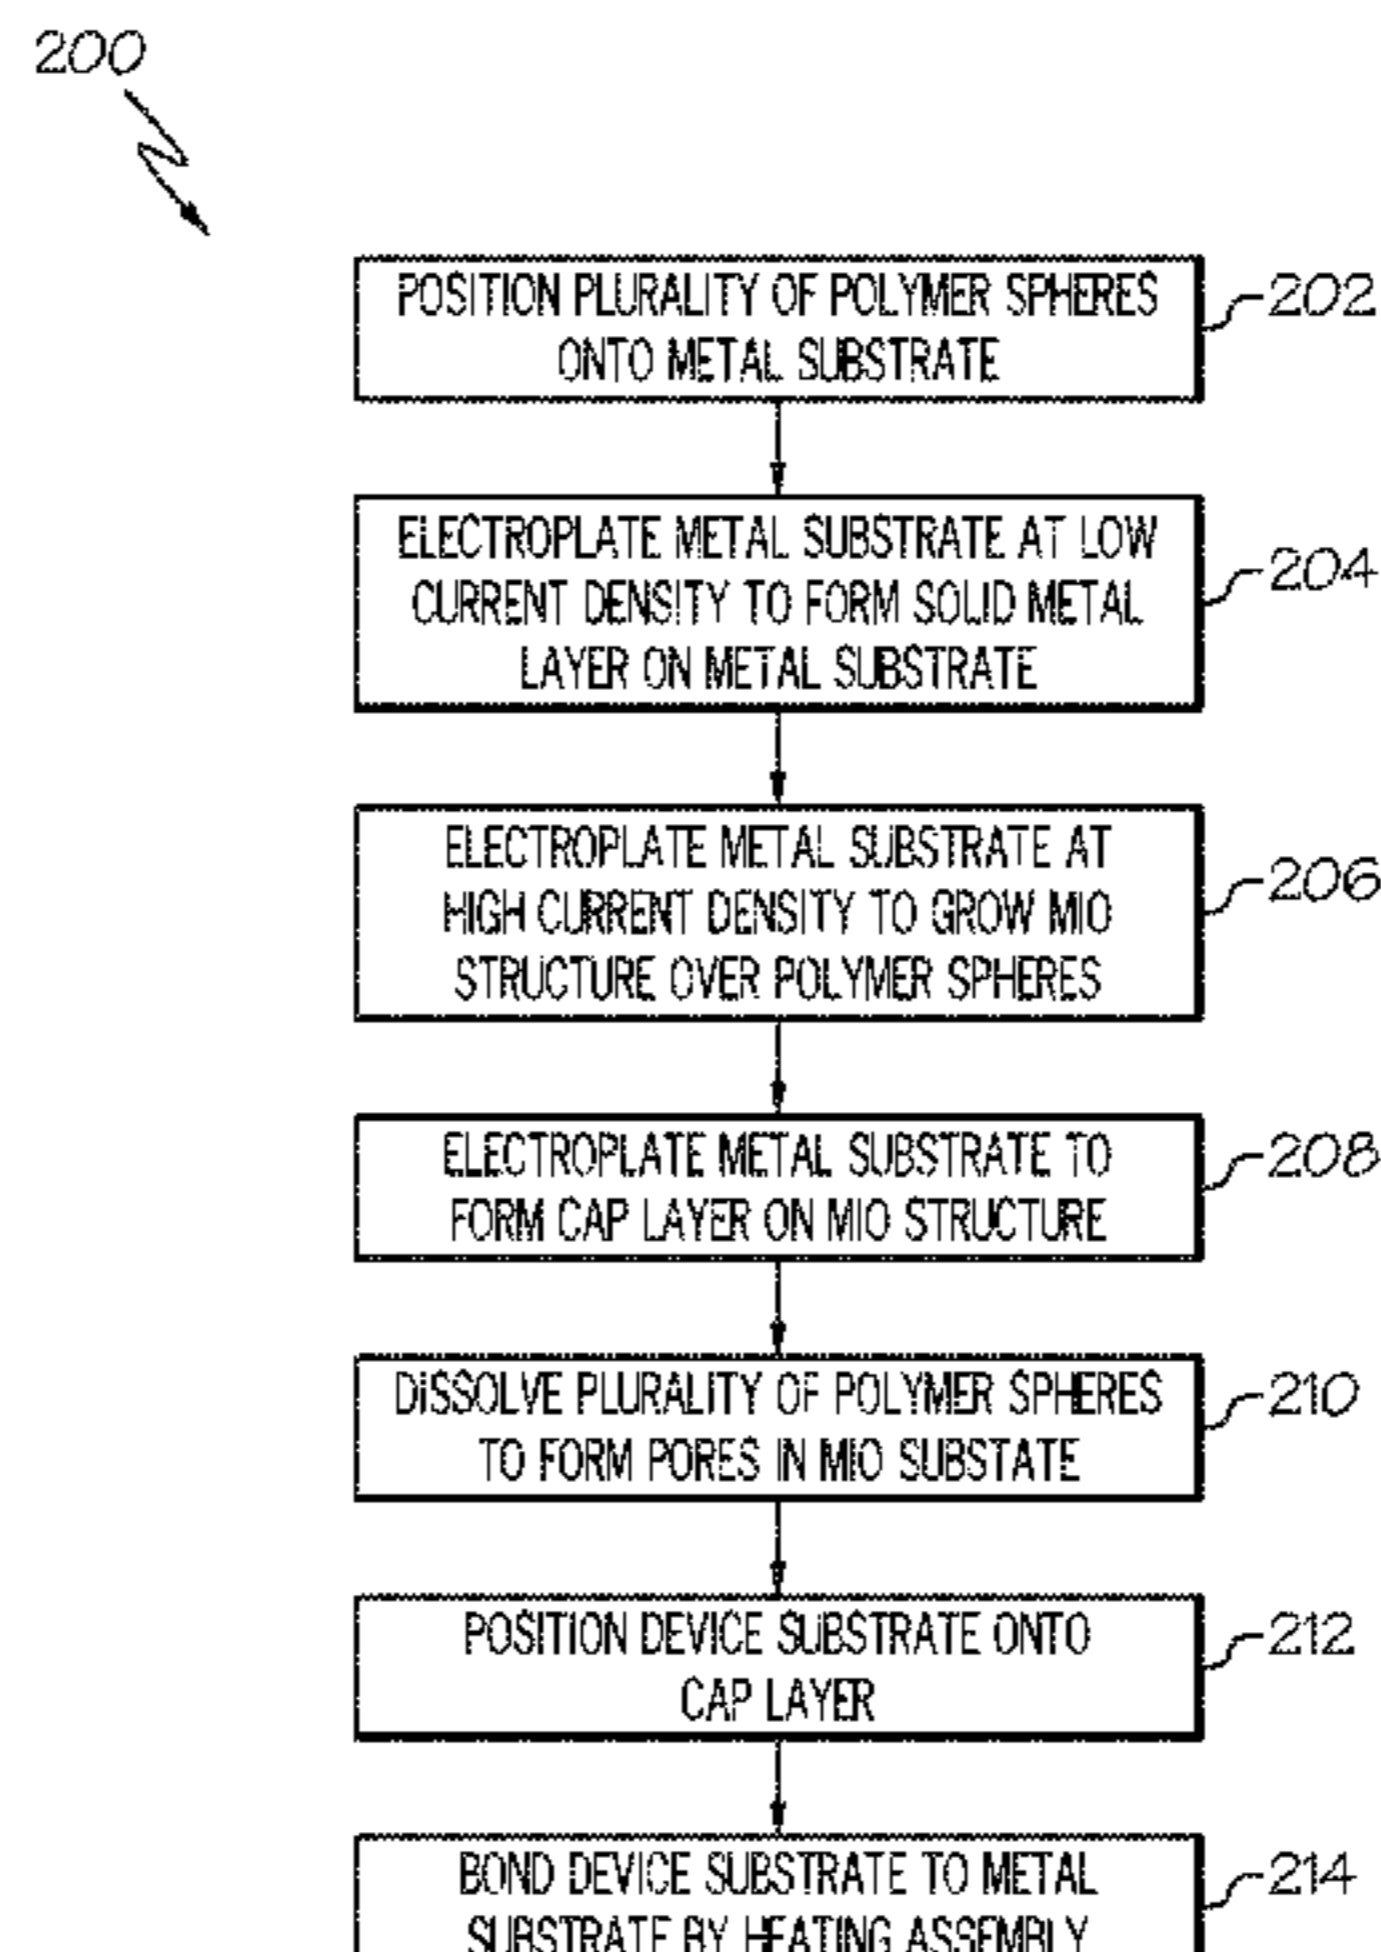 200
POSITION PLURALITY OF POLYMER SPHERES
ONTO METAL SUBSTRATE
202
ELECTROPLATE METAL SUBSTRATE AT LOW
CURRENT DENSITY TO FORM SOLID METAL
LAYER ON METAL SUBSTRATE
204
ELECTROPLATE METAL SUBSTRATE AT
HIGH CURRENT DENSITY TO GROW MIO
STRUCTURE OVER POLYMER SPHERES
206
ELECTROPLATE METAL SUBSTRATE TO
FORM CAP LAYER ON MIO STRUCTURE
208
DISSOLVE PLURALITY OF POLYMER SPHERES
TO FORM PORES IN MIO SUBSTATE
210
POSITION DEVICE SUBSTRATE ONTO
CAP LAYER
212
BOND DEVICE SUBSTRATE TO METAL
SUBSTRATE BY HEATING ASSEMBLY
214